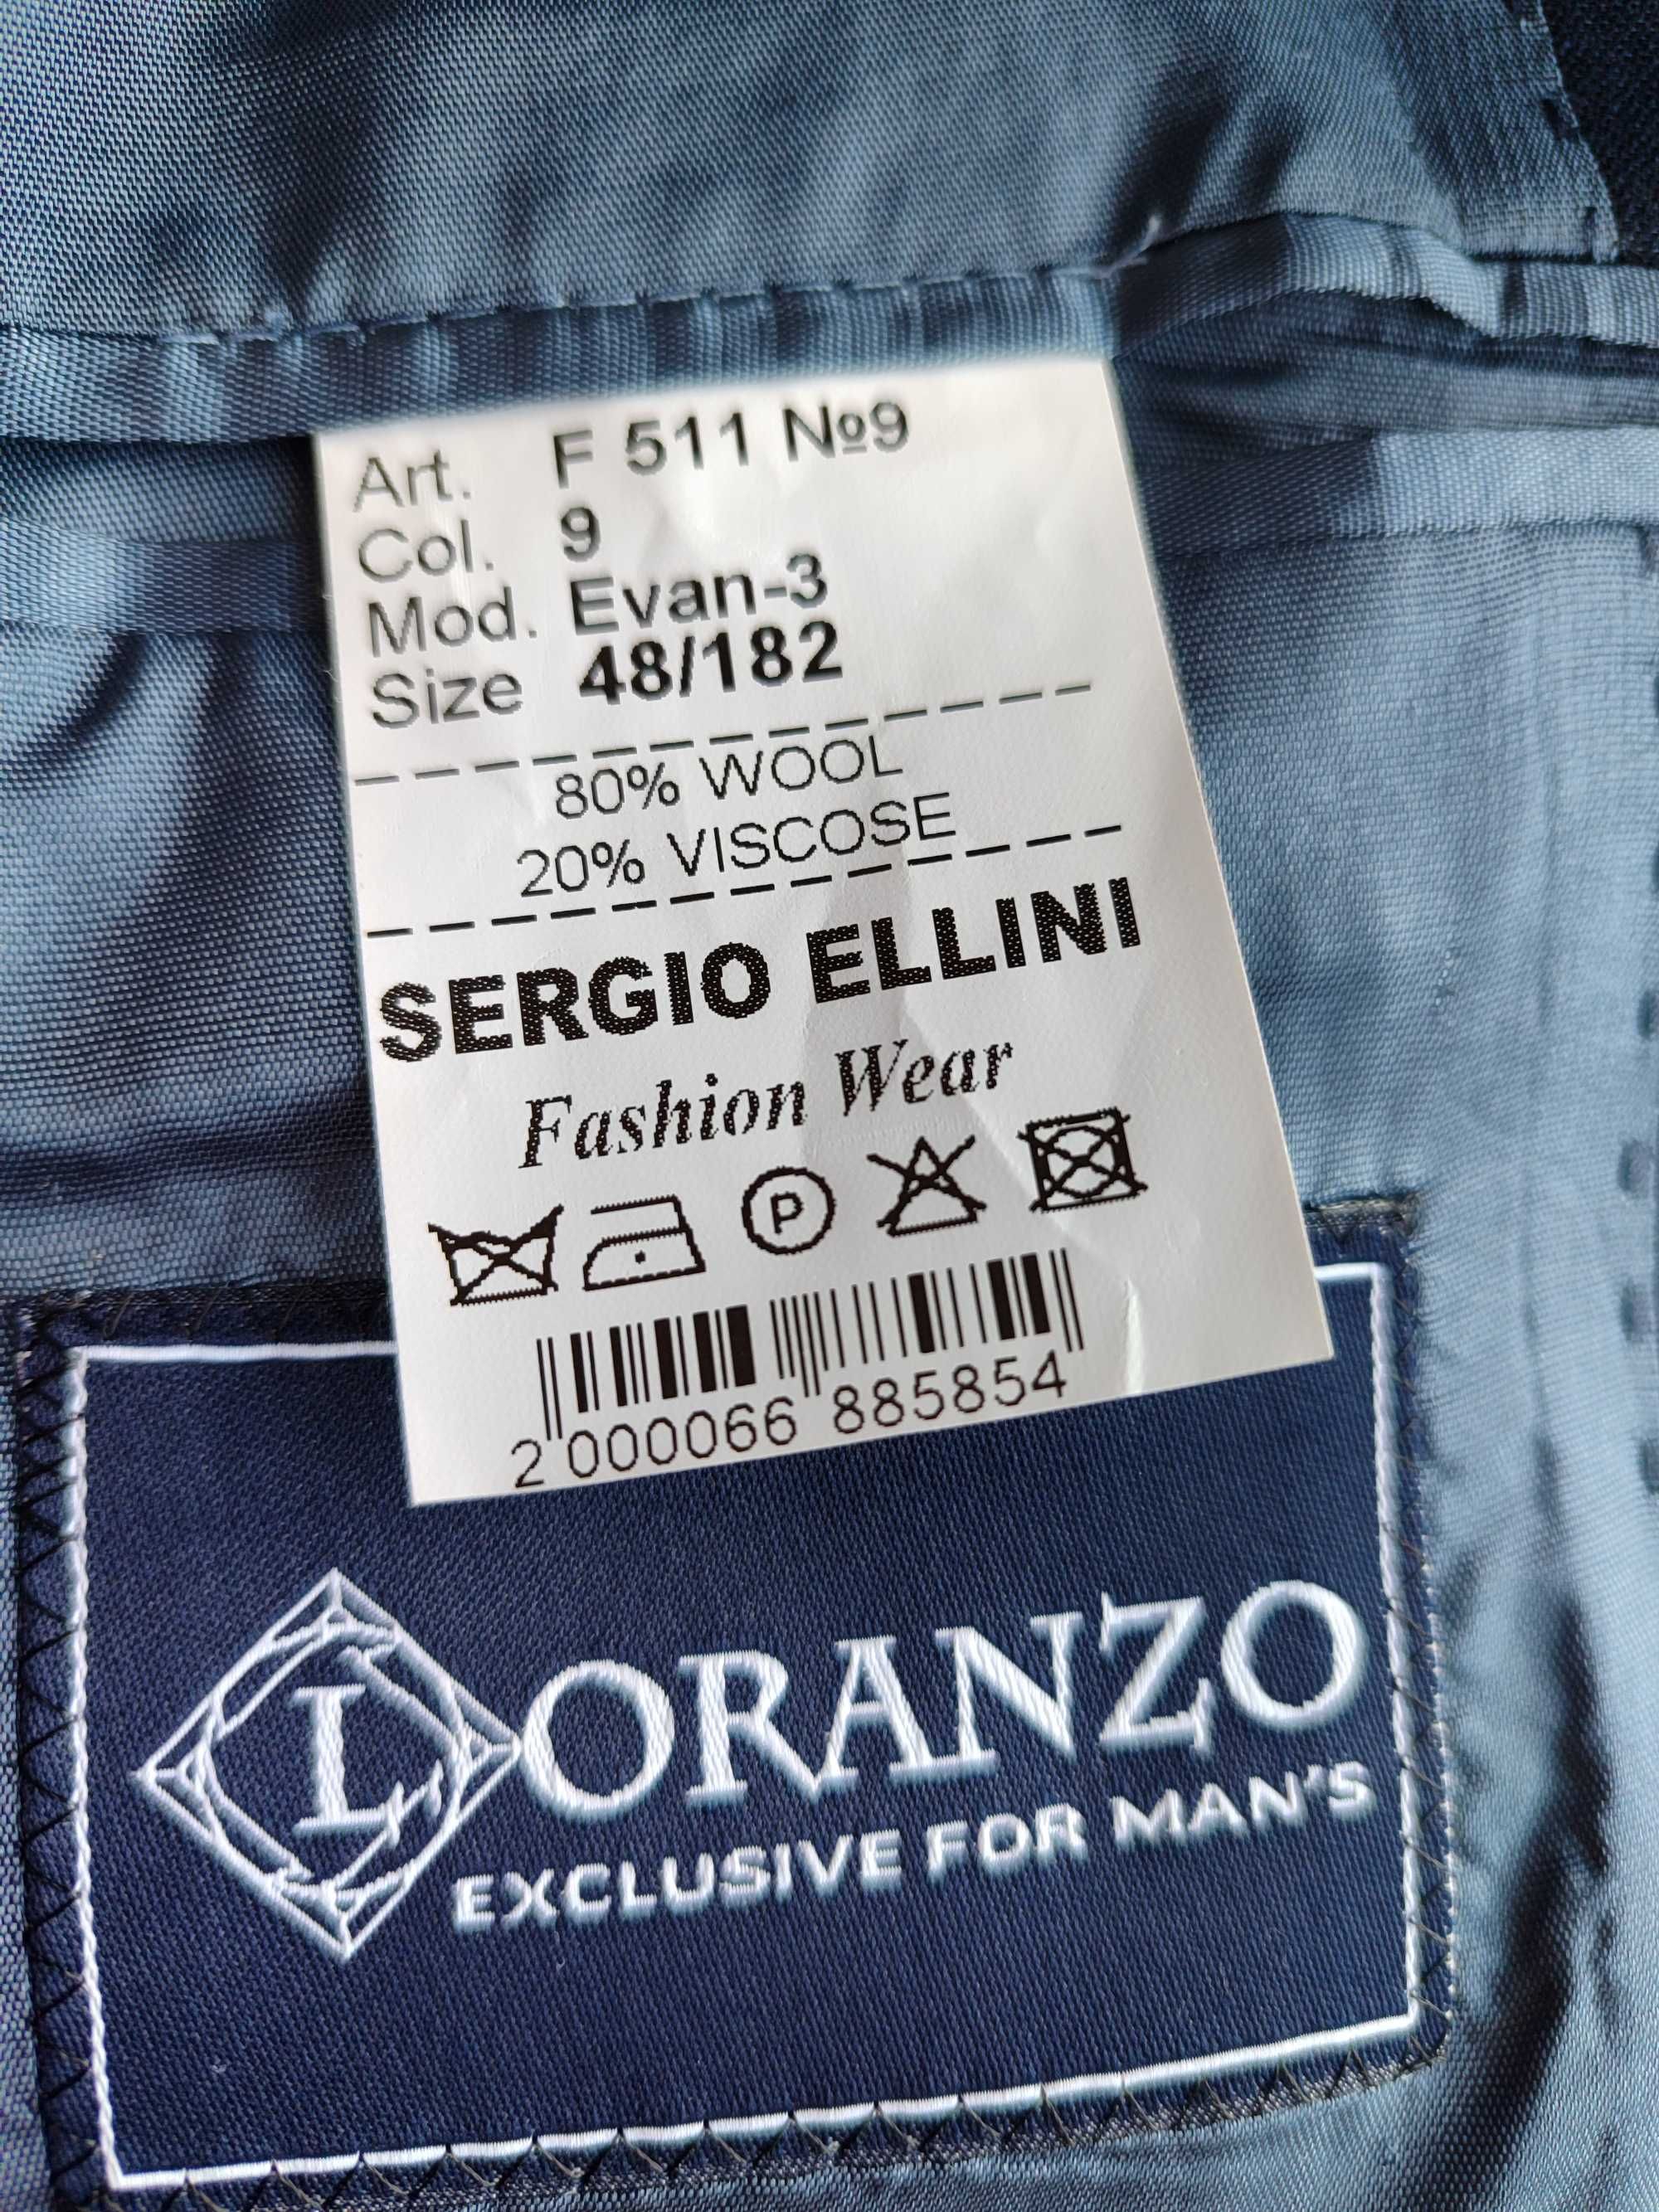 Art. F 511 №9
Col. 9
Mod. Evan-3
Size 48/182
80% WOOL
20% VISCOSE
SERGIO ELLINI
Fashion Wear
P
2 000066 885854
LORANZO
EXCLUSIVE FOR MAN'S